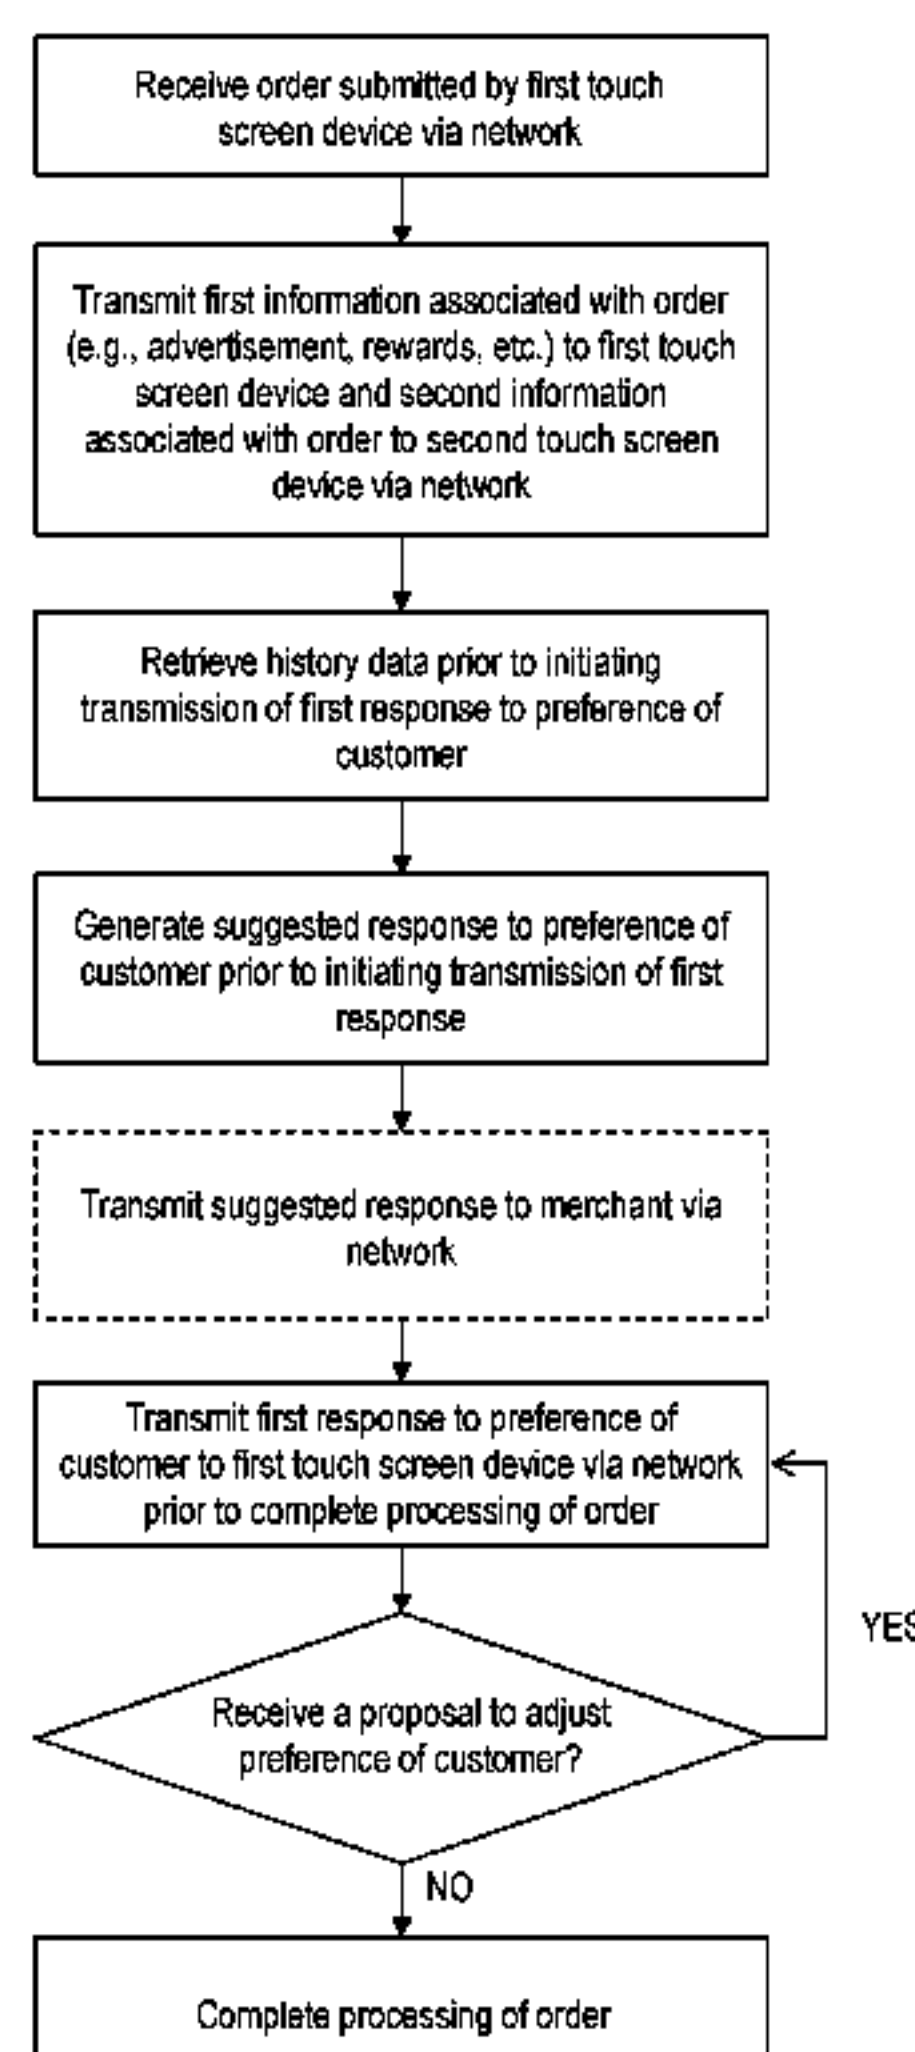 Receive order submitted by first touch
screen device via network
Transmit first information associated with order
(e.g., advertisement, rewards, etc.) to first touch
screen device and second information
associated with order to second touch screen
device via network
Retrieve history data prior to initiating
transmission of first response to preference of
customer
Generate suggested response to preference of
customer prior to initiating transmission of first
response
Transmit suggested response to merchant via
network
Transmit first response to preference of
customer to first touch screen device via network
prior to complete processing of order
YES
Receive a proposal to adjust
preference of customer?
NO
Complete processing of order